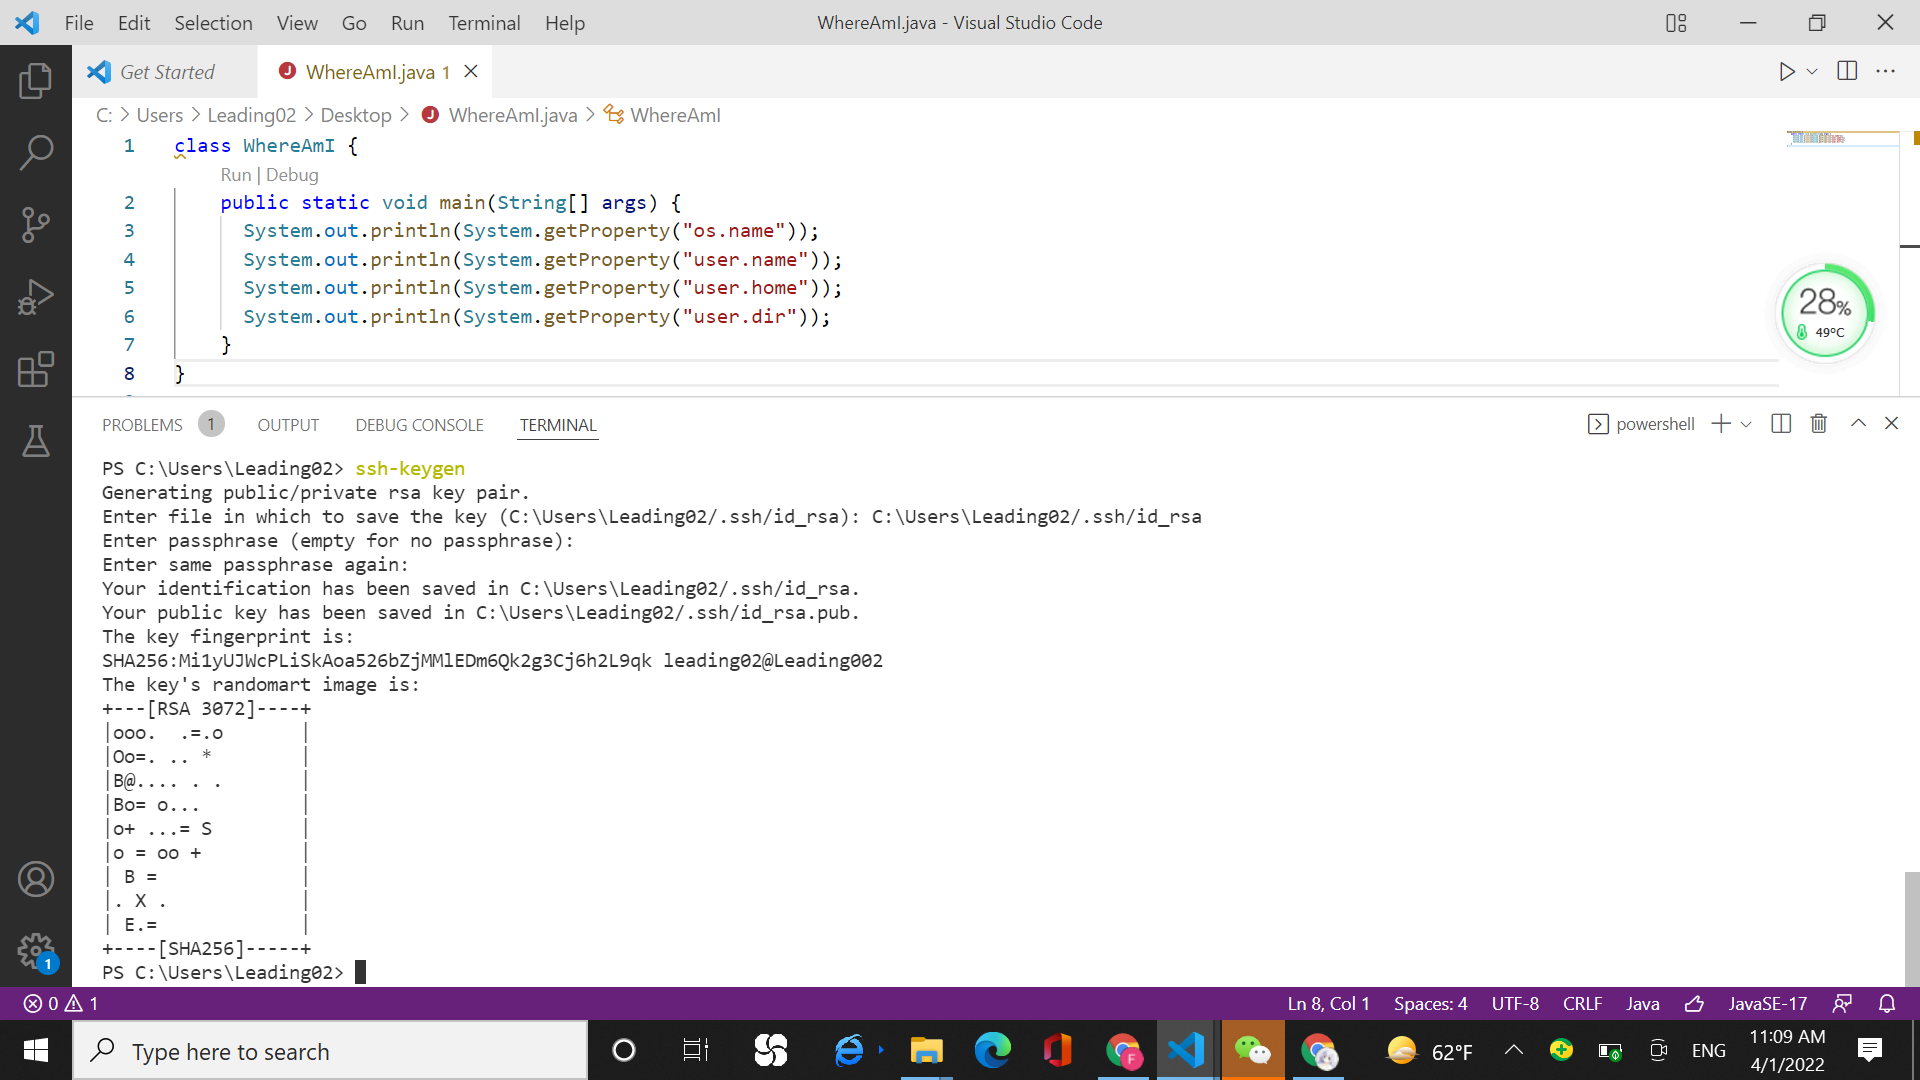 File Edit Selection View Go Run Terminal Help WhereAmI.java - Visual Studio Code
Get Started WhereAmI.java 1
C: > Users > Leading02 > Desktop > WhereAmI.java > WhereAmI
1 class WhereAmI {
Run | Debug
2 public static void main(String[] args) {
3 System.out.println(System.getProperty("os.name"));
4 System.out.println(System.getProperty("user.name"));
5 System.out.println(System.getProperty("user.home"));
6 System.out.println(System.getProperty("user.dir"));
7 }
8 }
28%
49°C
PROBLEMS 1 OUTPUT DEBUG CONSOLE TERMINAL powershell
PS C:\Users\Leading02> ssh-keygen
Generating public/private rsa key pair.
Enter file in which to save the key (C:\Users\Leading02/.ssh/id_rsa): C:\Users\Leading02/.ssh/id_rsa
Enter passphrase (empty for no passphrase):
Enter same passphrase again:
Your identification has been saved in C:\Users\Leading02/.ssh/id_rsa.
Your public key has been saved in C:\Users\Leading02/.ssh/id_rsa.pub.
The key fingerprint is:
SHA256:Mi1yUJWcPLiSkAoa526bZjMMlEDm6Qk2g3Cj6h2L9qk leading02@Leading002
The key's randomart image is:
+---[RSA 3072]----+
|ooo.  .=.o       |
|Oo=. .. *        |
|B@.... . .       |
|Bo= o...         |
|o+ ...= S        |
|o = oo +         |
| B =             |
|. X .            |
| E.=             |
+----[SHA256]-----+
PS C:\Users\Leading02>
1
0 1 Ln 8, Col 1 Spaces: 4 UTF-8 CRLF Java JavaSE-17
Type here to search 62°F ENG 11:09 AM
4/1/2022